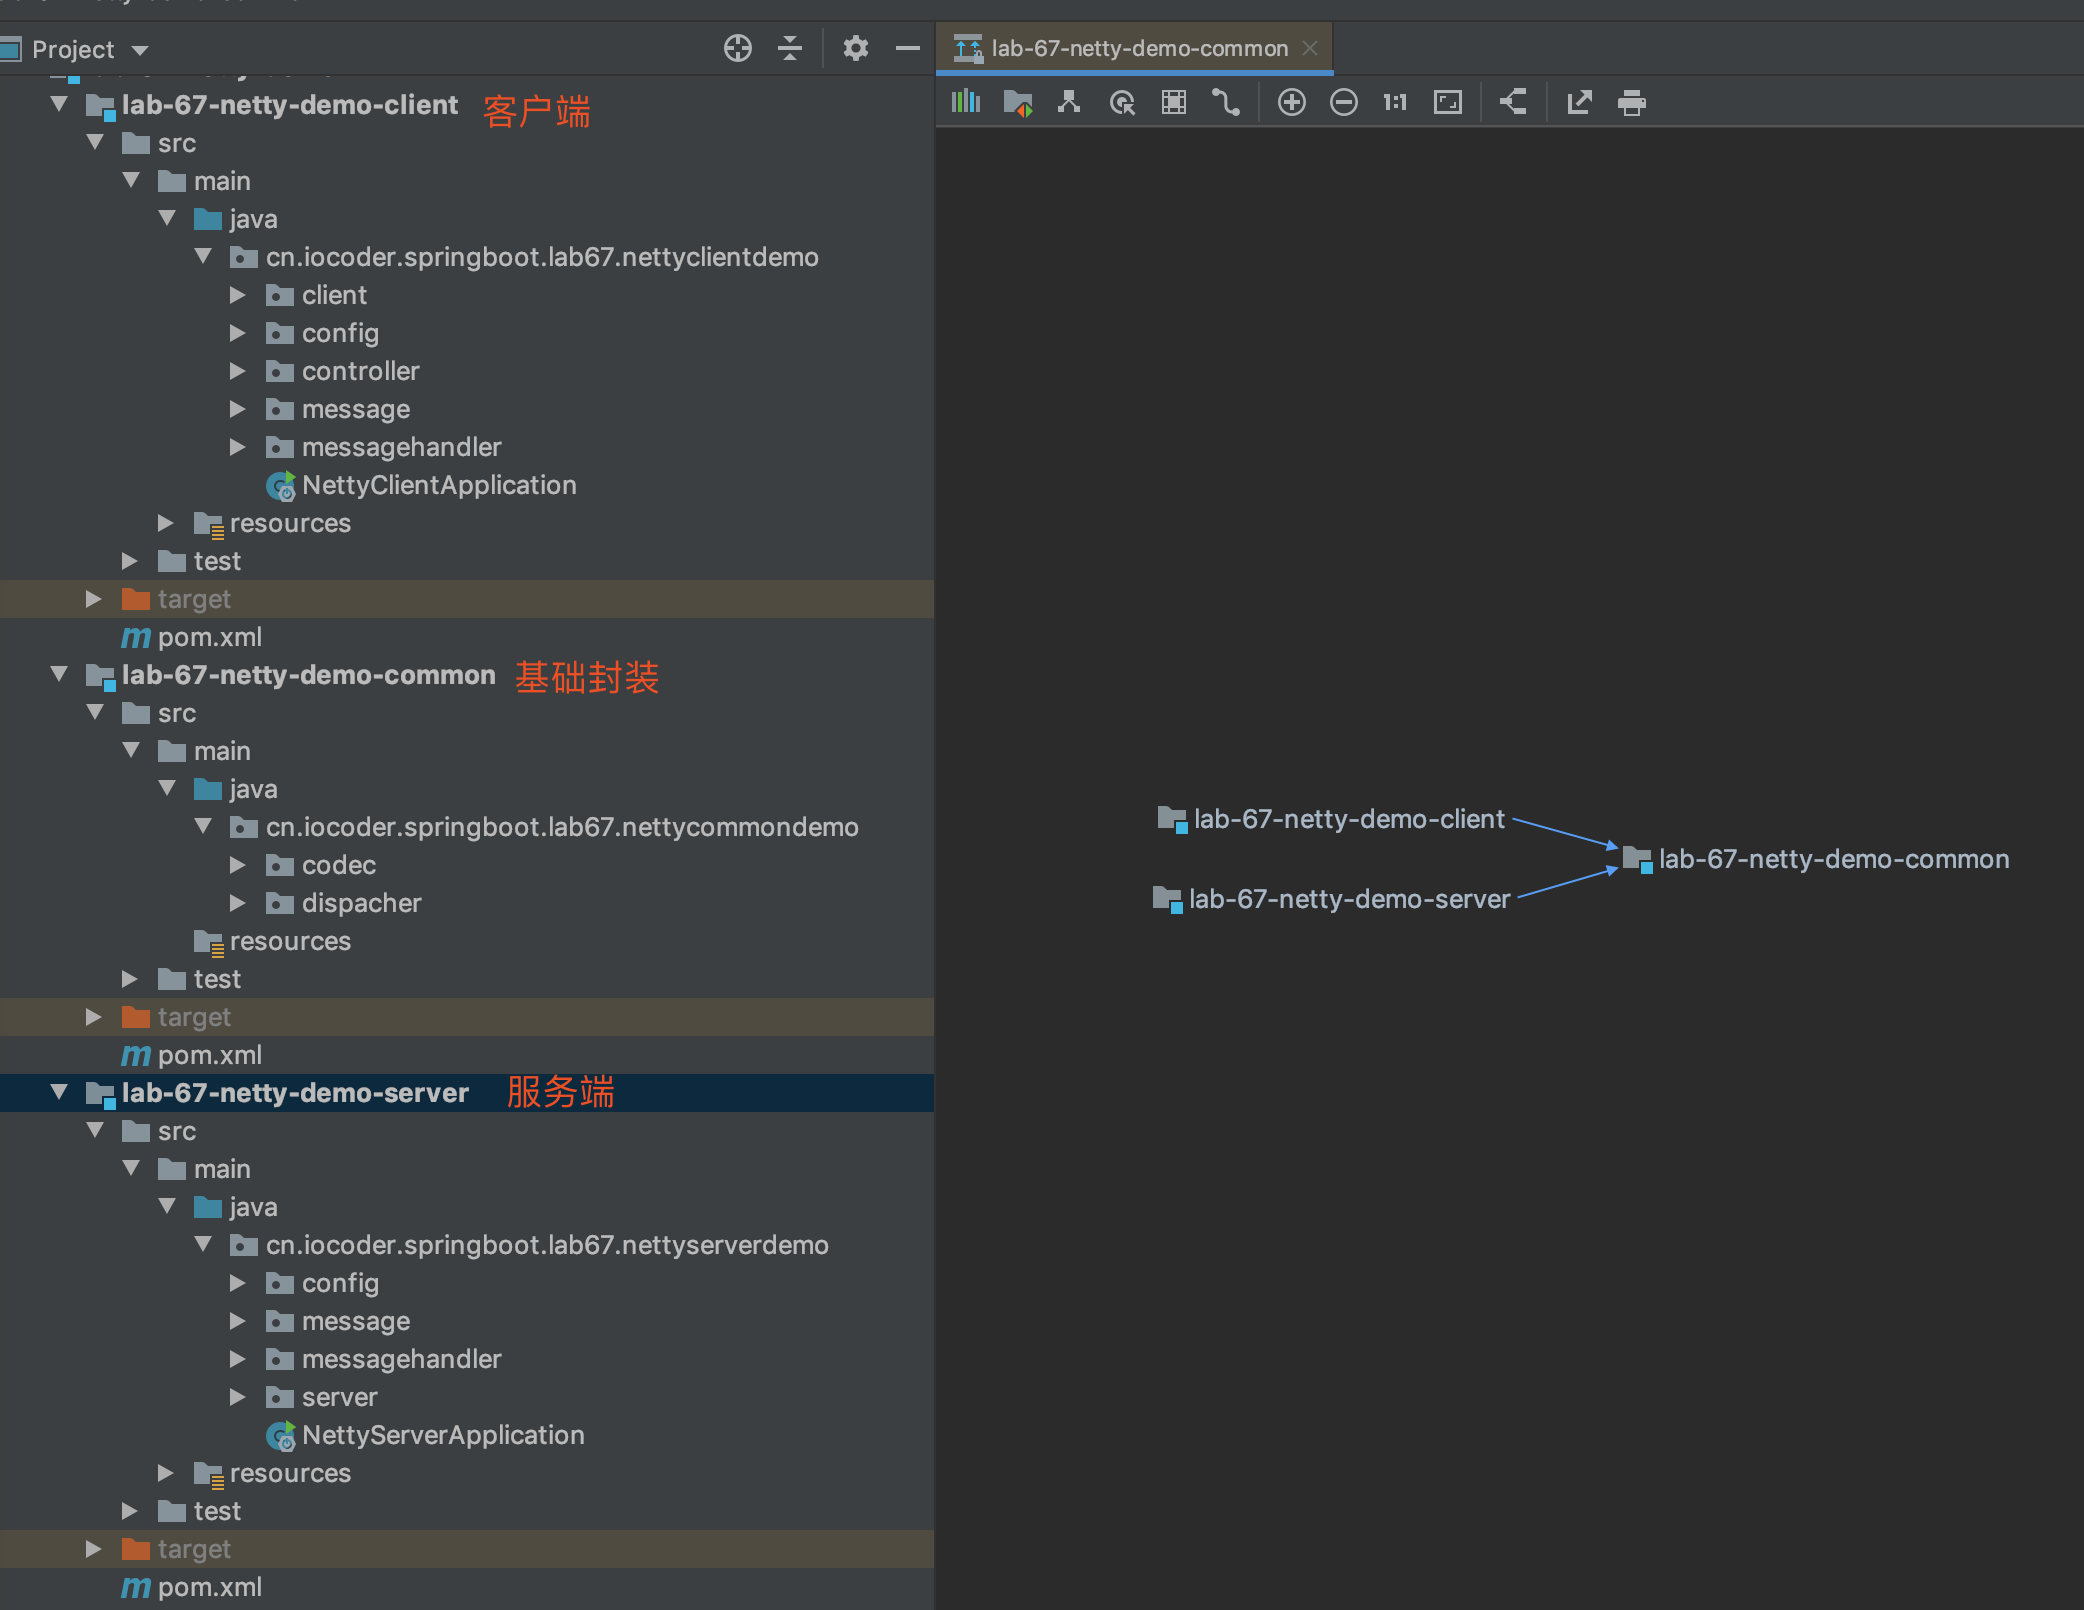 Project
lab-67-netty-demo-client 客户端
src
main
java
cn.iocoder.springboot.lab67.nettyclientdemo
client
config
controller
message
messagehandler
NettyClientApplication
resources
test
target
pom.xml
lab-67-netty-demo-common 基础封装
src
main
java
cn.iocoder.springboot.lab67.nettycommondemo
codec
dispacher
resources
test
target
pom.xml
lab-67-netty-demo-server 服务端
src
main
java
cn.iocoder.springboot.lab67.nettyserverdemo
config
message
messagehandler
server
NettyServerApplication
resources
test
target
pom.xml
lab-67-netty-demo-common
1:1
lab-67-netty-demo-client
lab-67-netty-demo-common
lab-67-netty-demo-server